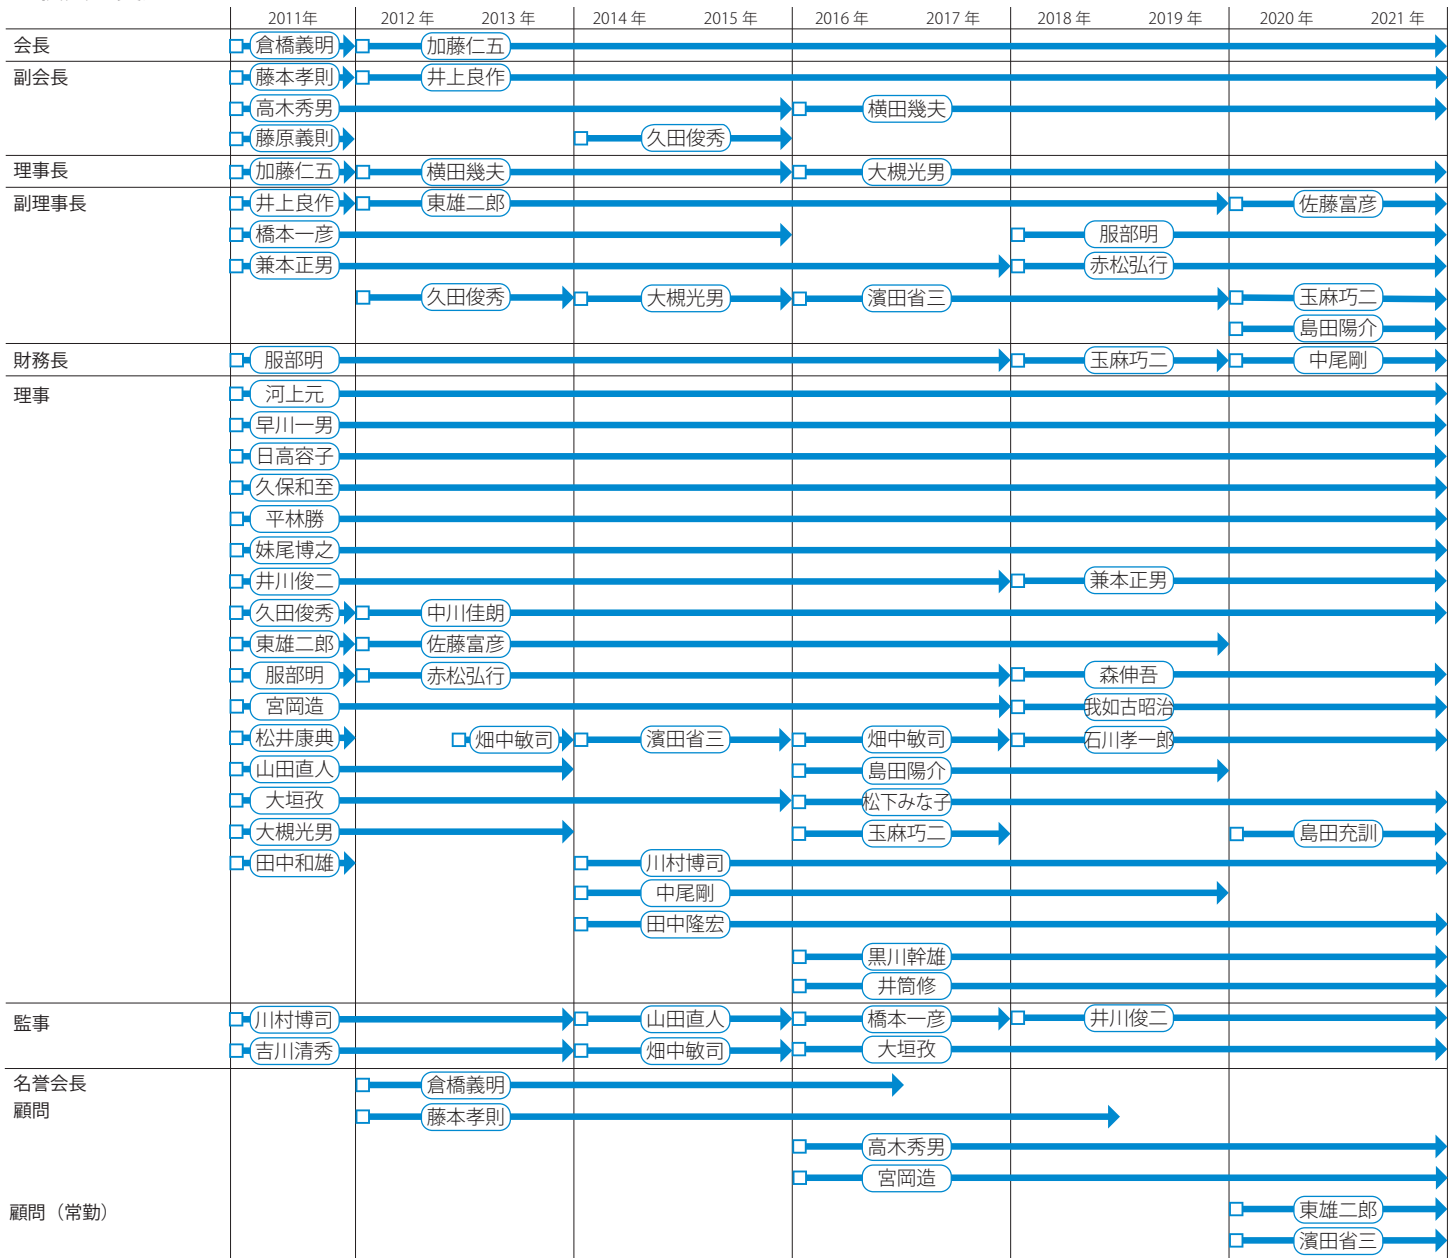 2011年 2012年 2013年 2014年 2015年 2016年 2017年 2018年 2019年 2020年 2021年
会長 倉橋義明 加藤仁五
副会長 藤本孝則 井上良作
高木秀男 横田幾夫
藤原義則 久田俊秀
理事長 加藤仁五 横田幾夫 大槻光男
副理事長 井上良作 東雄二郎 佐藤富彦
橋本一彦 服部明
兼本正男 赤松弘行
久田俊秀 大槻光男 濱田省三 玉麻巧二
島田陽介
財務長 服部明 玉麻巧二 中尾剛
理事 河上元
早川一男
日高容子
久保和至
平林勝
妹尾博之
井川俊二 兼本正男
久田俊秀 中川佳朗
東雄二郎 佐藤富彦
服部明 赤松弘行 森伸吾
宮岡造 我如古昭治
松井康典 畑中敏司 濱田省三 畑中敏司 石川孝一郎
山田直人 島田陽介
大垣孜 松下みな子
大槻光男 玉麻巧二 島田充訓
田中和雄 川村博司
中尾剛
田中隆宏
黒川幹雄
井筒修
監事 川村博司 山田直人 橋本一彦 井川俊二
吉川清秀 畑中敏司 大垣孜
名誉会長 倉橋義明
顧問 藤本孝則
高木秀男
宮岡造
顧問（常勤） 東雄二郎
濱田省三